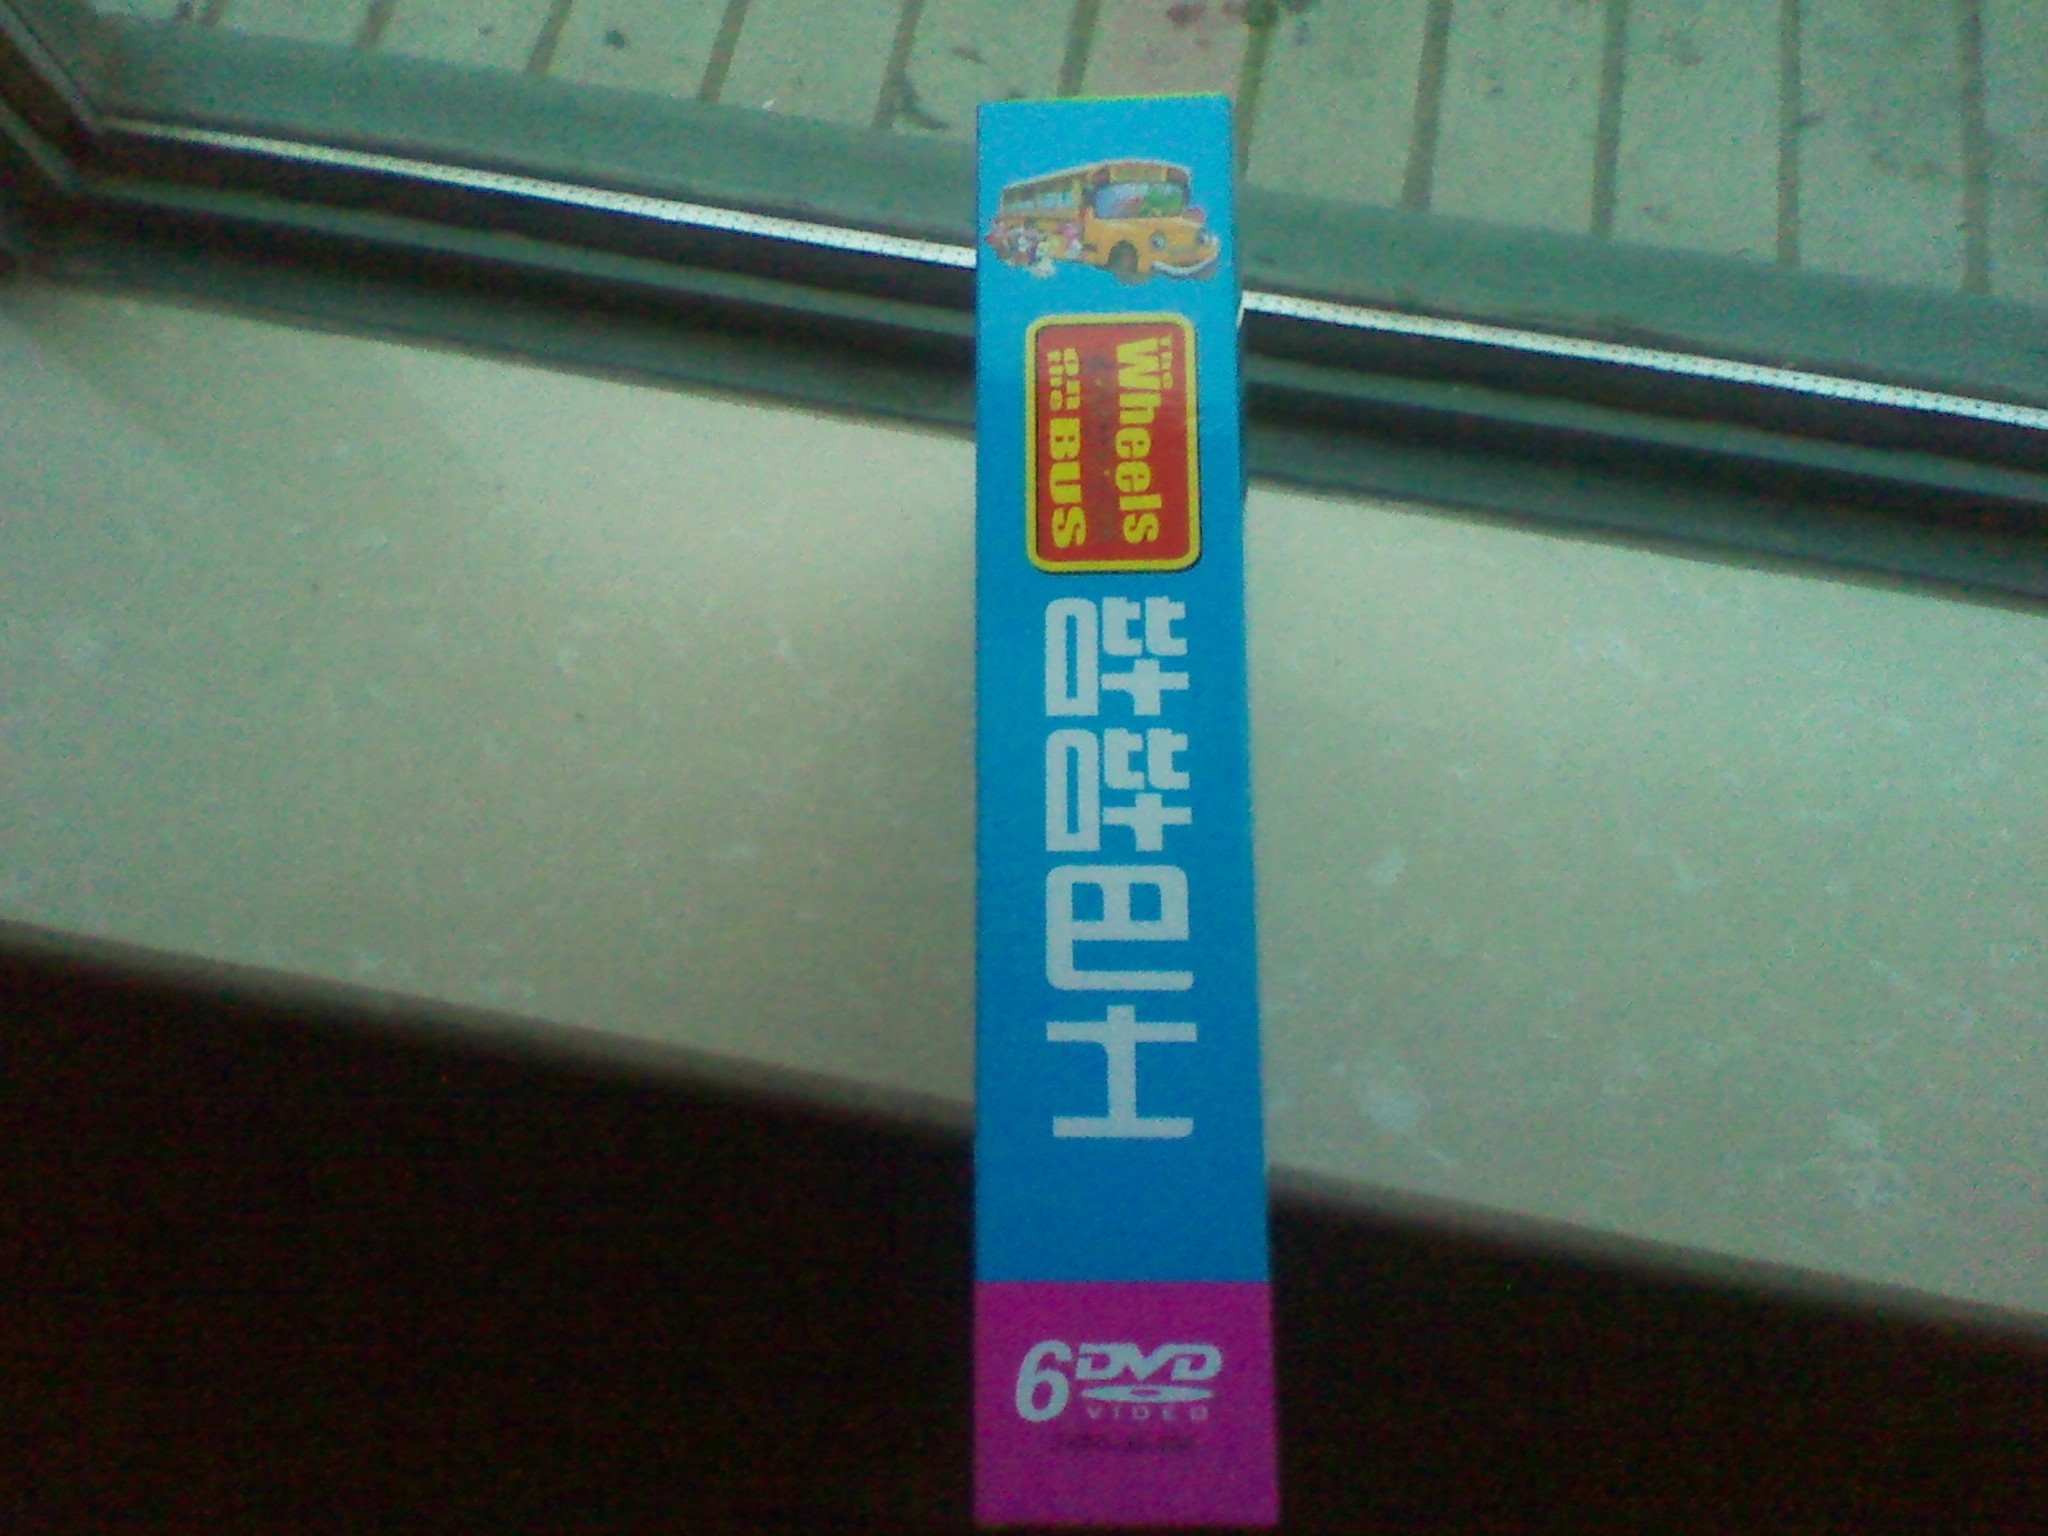 The
Wheels
on the BUS
哔哔巴士
6 DVD
VIDEO